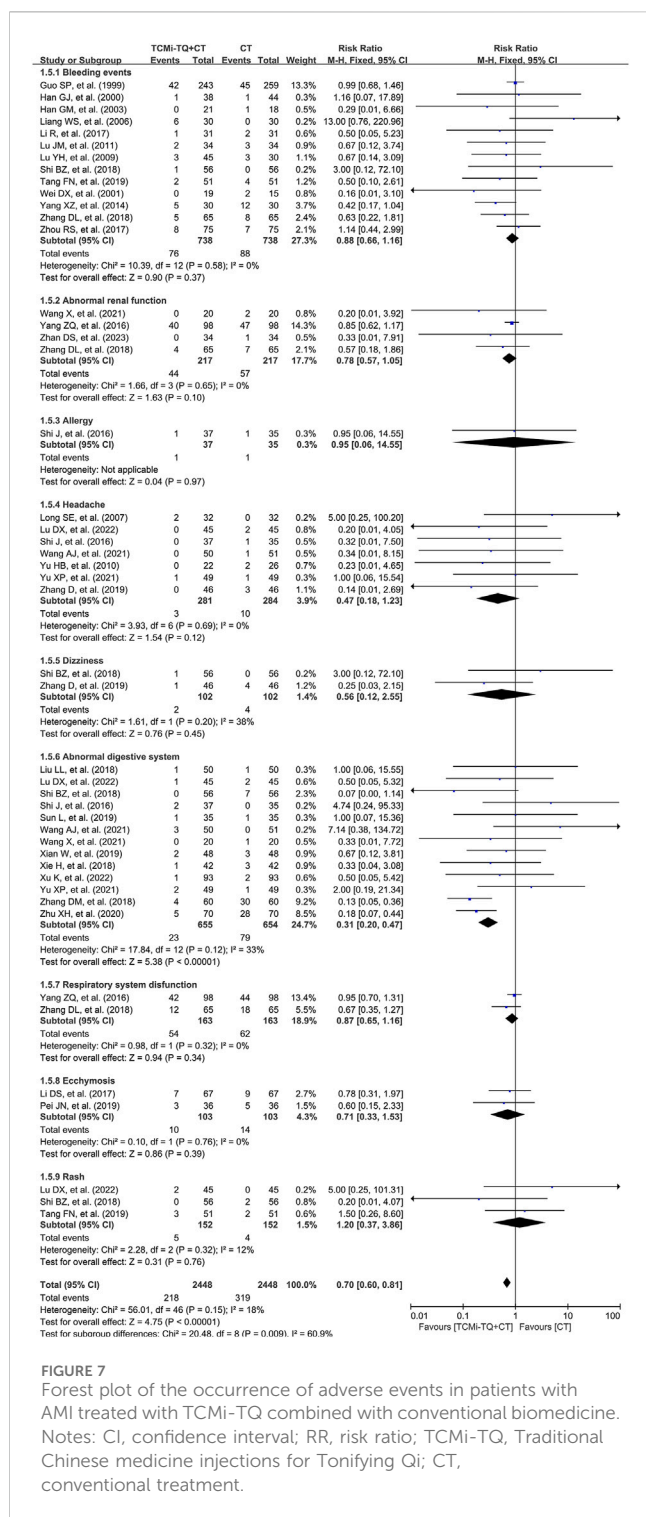 TCMi-TQ+CT CT Risk Ratio Risk Ratio
Study or Subgroup Events Total Events Total Weight M-H, Fixed, 95% CI M-H, Fixed, 95% CI
1.5.1 Bleeding events
Guo SP, et al. (1999) 42 243 45 259 13.3% 0.99 [0.68, 1.46]
Han GJ, et al. (2000) 1 38 1 44 0.3% 1.16 [0.07, 17.89]
Han GM, et al. (2003) 0 21 1 18 0.5% 0.29 [0.01, 6.66]
Liang WS, et al. (2006) 6 30 0 30 0.2% 13.00 [0.76, 220.96]
Li R, et al. (2017) 1 31 2 31 0.6% 0.50 [0.05, 5.23]
Lu JM, et al. (2011) 2 34 3 34 0.9% 0.67 [0.12, 3.74]
Lu YH, et al. (2009) 3 45 3 30 1.1% 0.67 [0.14, 3.09]
Shi BZ, et al. (2018) 1 56 0 56 0.2% 3.00 [0.12, 72.10]
Tang FN, et al. (2019) 2 51 4 51 1.2% 0.50 [0.10, 2.61]
Wei DX, et al. (2001) 0 19 2 15 0.8% 0.16 [0.01, 3.10]
Yang XZ, et al. (2014) 5 30 12 30 3.7% 0.42 [0.17, 1.04]
Zhang DL, et al. (2018) 5 65 8 65 2.4% 0.63 [0.22, 1.81]
Zhou RS, et al. (2017) 8 75 7 75 2.1% 1.14 [0.44, 2.99]
Subtotal (95% CI) 738 738 27.3% 0.88 [0.66, 1.16]
Total events 76 88
Heterogeneity: Chi² = 10.39, df = 12 (P = 0.58); I² = 0%
Test for overall effect: Z = 0.90 (P = 0.37)
1.5.2 Abnormal renal function
Wang X, et al. (2021) 0 20 2 20 0.8% 0.20 [0.01, 3.92]
Yang ZQ, et al. (2016) 40 98 47 98 14.3% 0.85 [0.62, 1.17]
Zhan DS, et al. (2023) 0 34 1 34 0.5% 0.33 [0.01, 7.91]
Zhang DL, et al. (2018) 4 65 7 65 2.1% 0.57 [0.18, 1.86]
Subtotal (95% CI) 217 217 17.7% 0.78 [0.57, 1.05]
Total events 44 57
Heterogeneity: Chi² = 1.66, df = 3 (P = 0.65); I² = 0%
Test for overall effect: Z = 1.63 (P = 0.10)
1.5.3 Allergy
Shi J, et al. (2016) 1 37 1 35 0.3% 0.95 [0.06, 14.55]
Subtotal (95% CI) 37 35 0.3% 0.95 [0.06, 14.55]
Total events 1 1
Heterogeneity: Not applicable
Test for overall effect: Z = 0.04 (P = 0.97)
1.5.4 Headache
Long SE, et al. (2007) 2 32 0 32 0.2% 5.00 [0.25, 100.20]
Lu DX, et al. (2022) 0 45 2 45 0.8% 0.20 [0.01, 4.05]
Shi J, et al. (2016) 0 37 1 35 0.5% 0.32 [0.01, 7.50]
Wang AJ, et al. (2021) 0 50 1 51 0.5% 0.34 [0.01, 8.15]
Yu HB, et al. (2010) 0 22 2 26 0.7% 0.23 [0.01, 4.65]
Yu XP, et al. (2021) 1 49 1 49 0.3% 1.00 [0.06, 15.54]
Zhang D, et al. (2019) 0 46 3 46 1.1% 0.14 [0.01, 2.69]
Subtotal (95% CI) 281 284 3.9% 0.47 [0.18, 1.23]
Total events 3 10
Heterogeneity: Chi² = 3.93, df = 6 (P = 0.69); I² = 0%
Test for overall effect: Z = 1.54 (P = 0.12)
1.5.5 Dizziness
Shi BZ, et al. (2018) 1 56 0 56 0.2% 3.00 [0.12, 72.10]
Zhang D, et al. (2019) 1 46 4 46 1.2% 0.25 [0.03, 2.15]
Subtotal (95% CI) 102 102 1.4% 0.56 [0.12, 2.55]
Total events 2 4
Heterogeneity: Chi² = 1.61, df = 1 (P = 0.20); I² = 38%
Test for overall effect: Z = 0.76 (P = 0.45)
1.5.6 Abnormal digestive system
Liu LL, et al. (2018) 1 50 1 50 0.3% 1.00 [0.06, 15.55]
Lu DX, et al. (2022) 1 45 2 45 0.6% 0.50 [0.05, 5.32]
Shi BZ, et al. (2018) 0 56 7 56 2.3% 0.07 [0.00, 1.14]
Shi J, et al. (2016) 2 37 0 35 0.2% 4.74 [0.24, 95.33]
Sun L, et al. (2019) 1 35 1 35 0.3% 1.00 [0.07, 15.36]
Wang AJ, et al. (2021) 3 50 0 51 0.2% 7.14 [0.38, 134.72]
Wang X, et al. (2021) 0 20 1 20 0.5% 0.33 [0.01, 7.72]
Xian W, et al. (2019) 2 48 3 48 0.9% 0.67 [0.12, 3.81]
Xie H, et al. (2018) 1 42 3 42 0.9% 0.33 [0.04, 3.08]
Xu K, et al. (2022) 1 93 2 93 0.6% 0.50 [0.05, 5.42]
Yu XP, et al. (2021) 2 49 1 49 0.3% 2.00 [0.19, 21.34]
Zhang DM, et al. (2018) 4 60 30 60 9.1% 0.13 [0.05, 0.36]
Zhu XH, et al. (2020) 5 70 28 70 8.5% 0.18 [0.07, 0.44]
Subtotal (95% CI) 655 654 24.7% 0.31 [0.20, 0.47]
Total events 23 79
Heterogeneity: Chi² = 17.84, df = 12 (P = 0.12); I² = 33%
Test for overall effect: Z = 5.38 (P < 0.00001)
1.5.7 Respiratory system disfunction
Yang ZQ, et al. (2016) 42 98 44 98 13.4% 0.95 [0.70, 1.31]
Zhang DL, et al. (2018) 12 65 18 65 5.5% 0.67 [0.35, 1.27]
Subtotal (95% CI) 163 163 18.9% 0.87 [0.65, 1.16]
Total events 54 62
Heterogeneity: Chi² = 0.98, df = 1 (P = 0.32); I² = 0%
Test for overall effect: Z = 0.94 (P = 0.34)
1.5.8 Ecchymosis
Li DS, et al. (2017) 7 67 9 67 2.7% 0.78 [0.31, 1.97]
Pei JN, et al. (2019) 3 36 5 36 1.5% 0.60 [0.15, 2.33]
Subtotal (95% CI) 103 103 4.3% 0.71 [0.33, 1.53]
Total events 10 14
Heterogeneity: Chi² = 0.10, df = 1 (P = 0.76); I² = 0%
Test for overall effect: Z = 0.86 (P = 0.39)
1.5.9 Rash
Lu DX, et al. (2022) 2 45 0 45 0.2% 5.00 [0.25, 101.31]
Shi BZ, et al. (2018) 0 56 2 56 0.8% 0.20 [0.01, 4.07]
Tang FN, et al. (2019) 3 51 2 51 0.6% 1.50 [0.26, 8.60]
Subtotal (95% CI) 152 152 1.5% 1.20 [0.37, 3.86]
Total events 5 4
Heterogeneity: Chi² = 2.28, df = 2 (P = 0.32); I² = 12%
Test for overall effect: Z = 0.31 (P = 0.76)
Total (95% CI) 2448 2448 100.0% 0.70 [0.60, 0.81]
Total events 218 319
Heterogeneity: Chi² = 56.01, df = 46 (P = 0.15); I² = 18%
Test for overall effect: Z = 4.75 (P < 0.00001)
Test for subgroup differences: Chi² = 20.48, df = 8 (P = 0.009), I² = 60.9%
0.01 0.1 1 10 100
Favours [TCMi-TQ+CT] Favours [CT]
FIGURE 7
Forest plot of the occurrence of adverse events in patients with
AMI treated with TCMi-TQ combined with conventional biomedicine.
Notes: CI, confidence interval; RR, risk ratio; TCMi-TQ, Traditional
Chinese medicine injections for Tonifying Qi; CT,
conventional treatment.